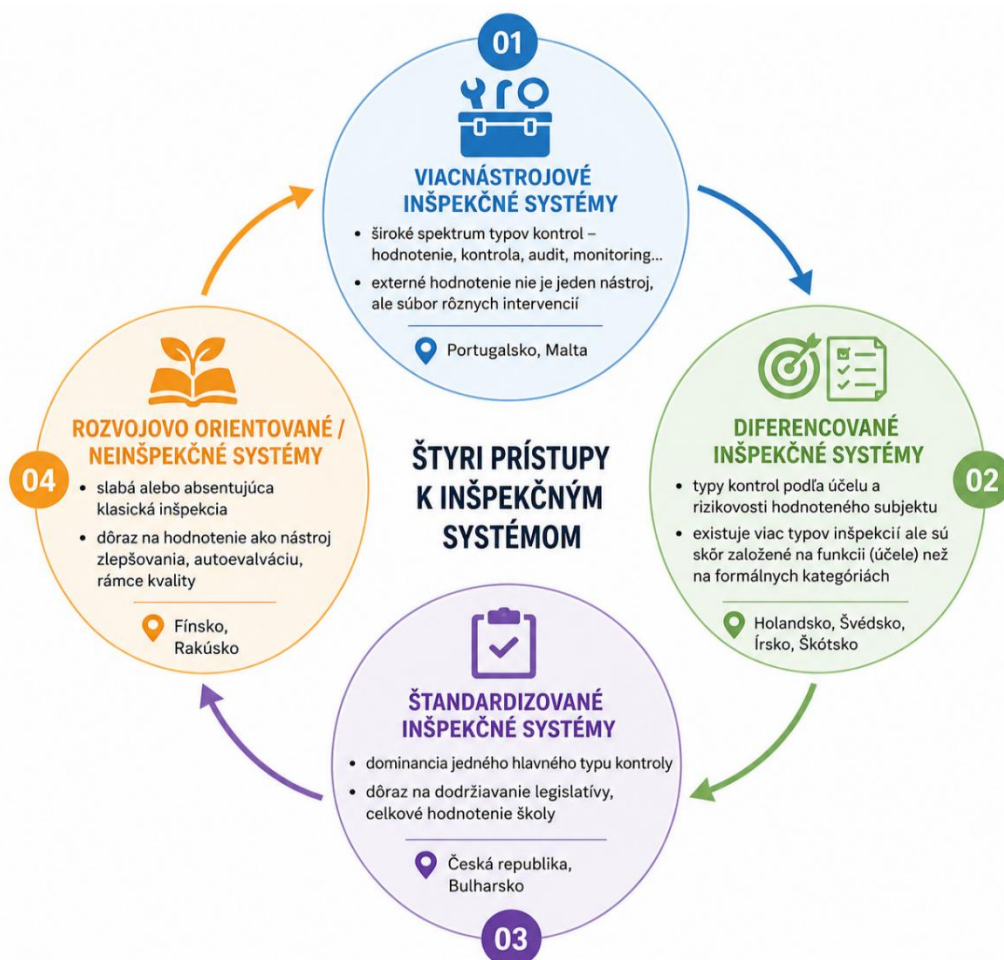 01
VIACNÁSTROJOVÉ
INŠPEKČNÉ SYSTÉMY
• široké spektrum typov kontrol –
hodnotenie, kontrola, audit, monitoring...
• externé hodnotenie nie je jeden nástroj,
ale súbor rôznych intervencií
Portugalsko, Malta
DIFERENCOVANÉ
INŠPEKČNÉ SYSTÉMY
02
• typy kontrol podľa účelu a
rizikovosti hodnoteného subjektu
• existuje viac typov inšpekcií ale sú
skôr založené na funkcii (účele) než
na formálnych kategóriách
Holandsko, Švédsko,
Írsko, Škótsko
ŠTANDARDIZOVANÉ
INŠPEKČNÉ SYSTÉMY
• dominancia jedného hlavného typu kontroly
• dôraz na dodržiavanie legislatívy,
celkové hodnotenie školy
Česká republika,
Bulharsko
03
ROZVOJOVO ORIENTOVANÉ /
NEINŠPEKČNÉ SYSTÉMY
04
• slabá alebo absentujúca
klasická inšpekcia
• dôraz na hodnotenie ako nástroj
zlepšovania, autoevalváciu,
rámce kvality
Fínsko,
Rakúsko
ŠTYRI PRÍSTUPY
K INŠPEKČNÝM
SYSTÉMOM